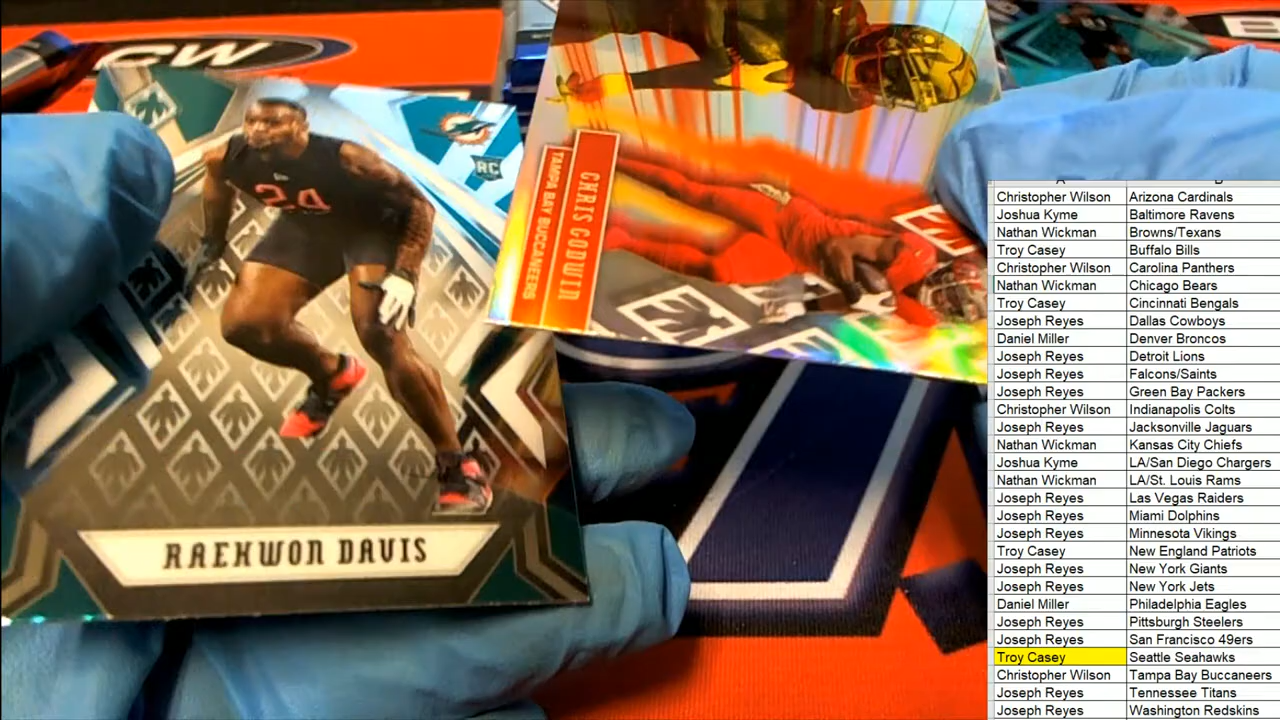 CW
B
24
RC
RAEKWON DAVIS
CHRIS GODWIN
TAMPA BAY BUCCANEERS
Christopher Wilson Arizona Cardinals
Joshua Kyme Baltimore Ravens
Nathan Wickman Browns/Texans
Troy Casey Buffalo Bills
Christopher Wilson Carolina Panthers
Nathan Wickman Chicago Bears
Troy Casey Cincinnati Bengals
Joseph Reyes Dallas Cowboys
Daniel Miller Denver Broncos
Joseph Reyes Detroit Lions
Joseph Reyes Falcons/Saints
Joseph Reyes Green Bay Packers
Christopher Wilson Indianapolis Colts
Joseph Reyes Jacksonville Jaguars
Nathan Wickman Kansas City Chiefs
Joshua Kyme LA/San Diego Chargers
Nathan Wickman LA/St. Louis Rams
Joseph Reyes Las Vegas Raiders
Joseph Reyes Miami Dolphins
Joseph Reyes Minnesota Vikings
Troy Casey New England Patriots
Joseph Reyes New York Giants
Joseph Reyes New York Jets
Daniel Miller Philadelphia Eagles
Joseph Reyes Pittsburgh Steelers
Joseph Reyes San Francisco 49ers
Troy Casey Seattle Seahawks
Christopher Wilson Tampa Bay Buccaneers
Joseph Reyes Tennessee Titans
Joseph Reyes Washington Redskins